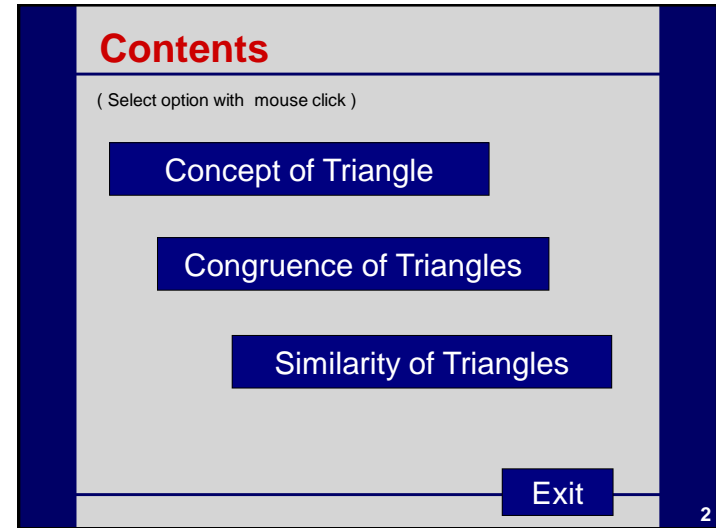 Contents
( Select option with mouse click )
Concept of Triangle
Congruence of Triangles
Similarity of Triangles
Exit
2